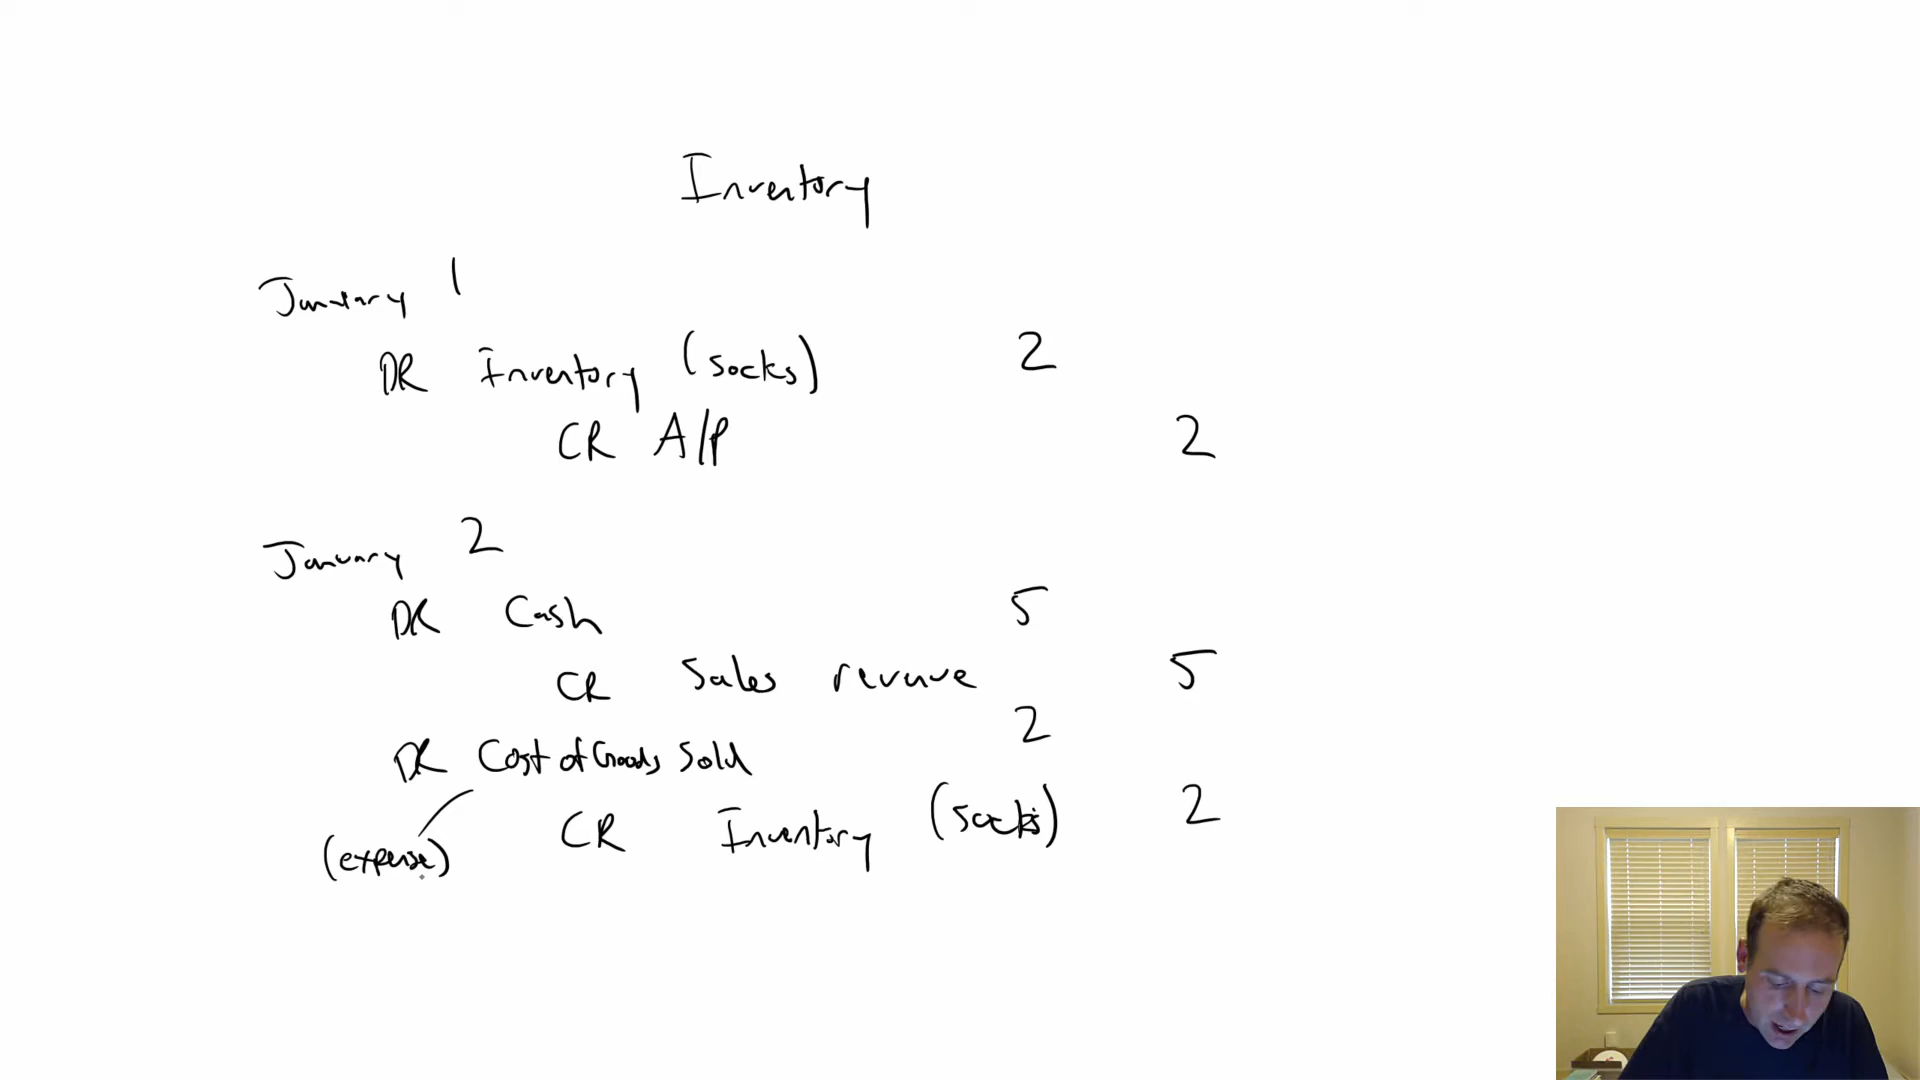 Inventory
January 1
DR Inventory (socks) 2
CR A/P 2
January 2
DR Cash 5
CR Sales revenue 5
DR Cost of Goods Sold 2
CR Inventory (socks) 2
(expense)